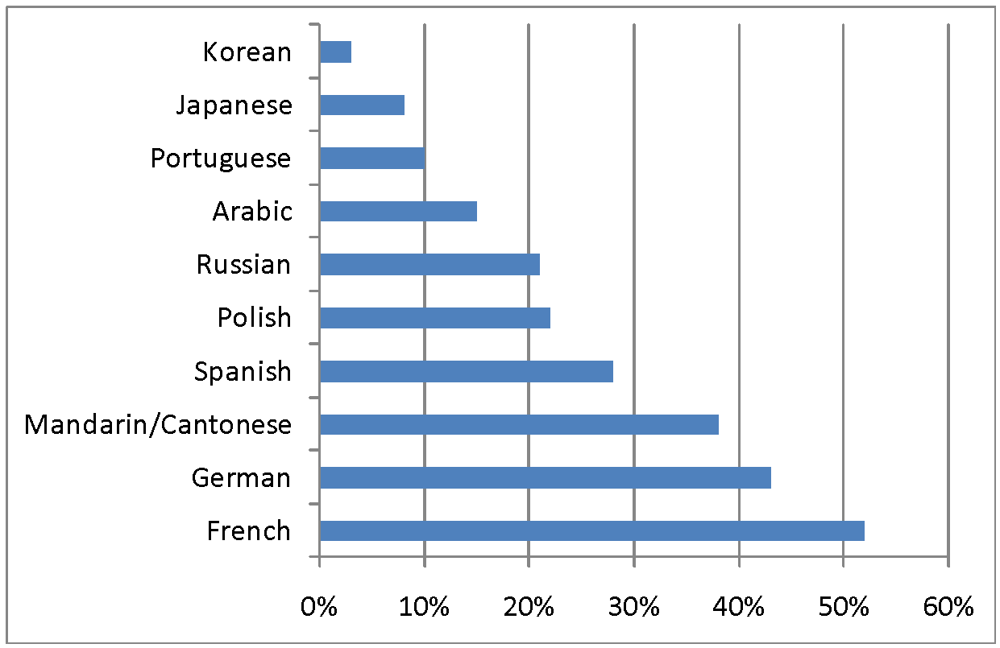 Korean
Japanese
Portuguese
Arabic
Russian
Polish
Spanish
Mandarin/Cantonese
German
French
0% 10% 20% 30% 40% 50% 60%